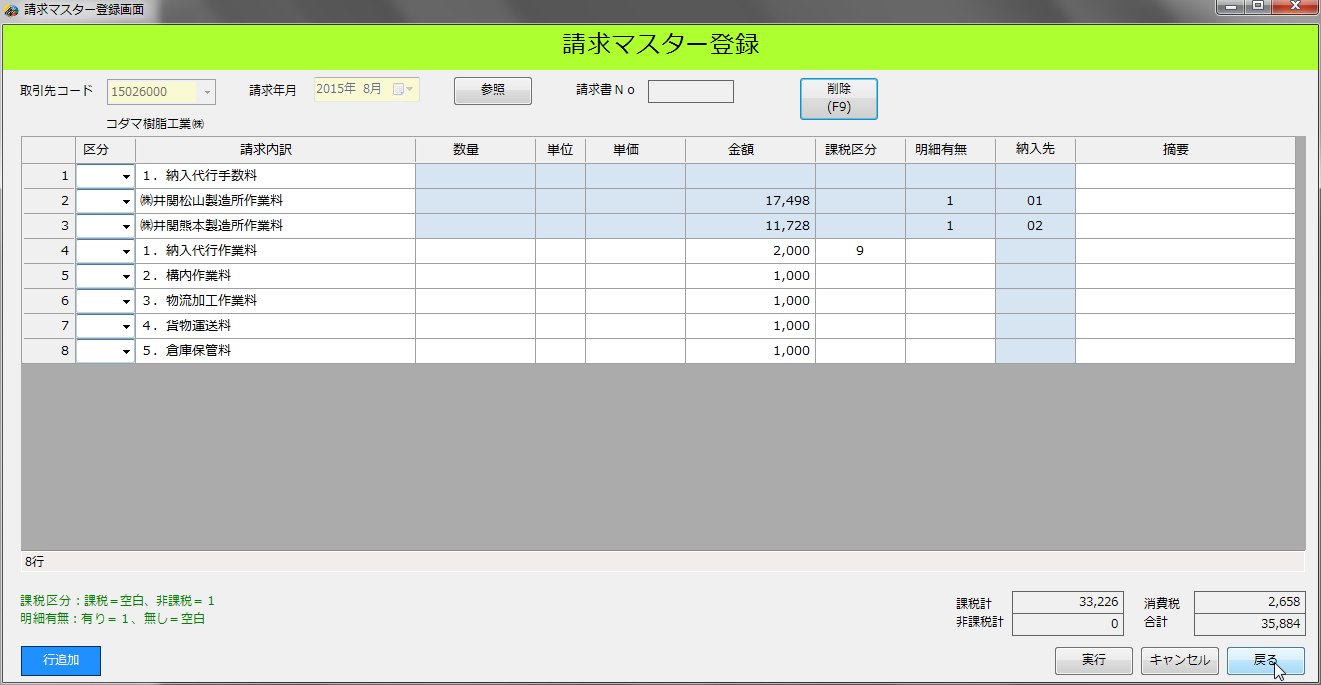 請求マスター登録画面
請求マスター登録
取引先コード 15026000 請求年月 2015年 8月 参照 請求書Ｎｏ 削除
(F9)
コダマ樹脂工業㈱
区分 請求内訳 数量 単位 単価 金額 課税区分 明細有無 納入先 摘要
1 1. 納入代行手数料
2 ㈱井関松山製造所作業料 17,498 1 01
3 ㈱井関熊本製造所作業料 11,728 1 02
4 1. 納入代行作業料 2,000 9
5 2. 構内作業料 1,000
6 3. 物流加工作業料 1,000
7 4. 貨物運送料 1,000
8 5. 倉庫保管料 1,000
8行
課税区分：課税＝空白、非課税＝１
明細有無：有り＝１、無し＝空白
課税計 33,226 消費税 2,658
非課税計 0 合計 35,884
行追加 実行 キャンセル 戻る